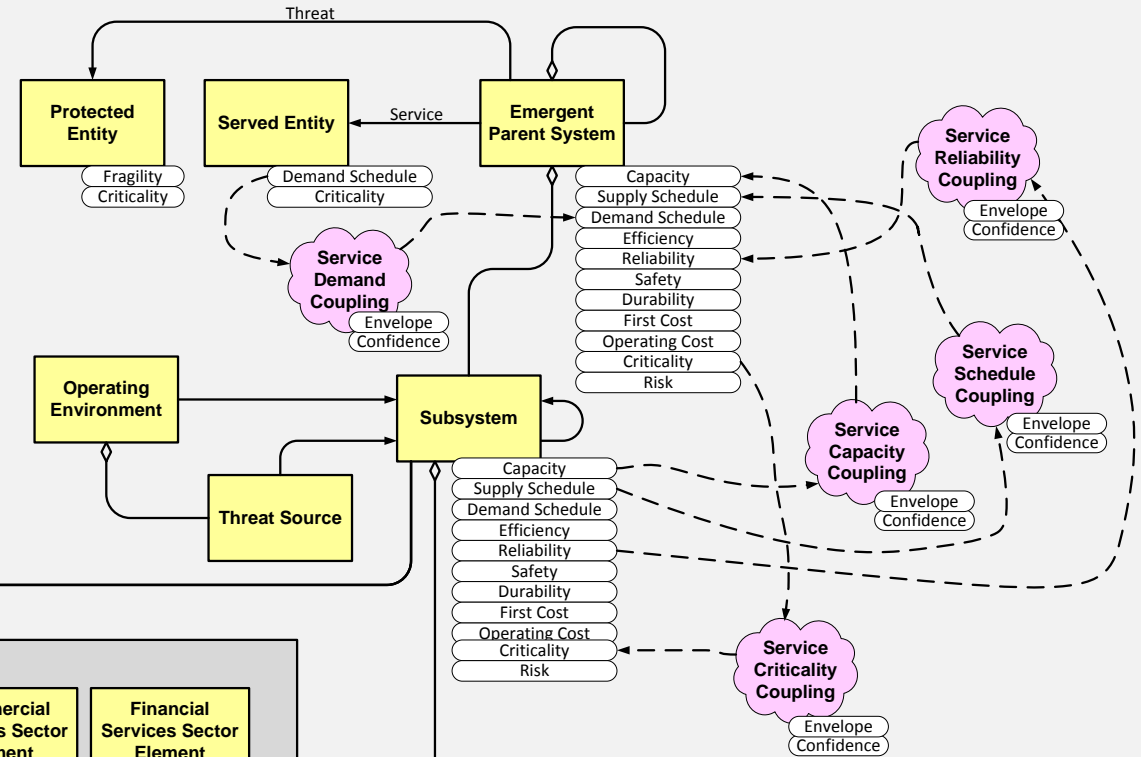 Threat
Protected
Entity
Fragility
Criticality
Served Entity
Demand Schedule
Criticality
Service
Emergent
Parent System
Capacity
Supply Schedule
Demand Schedule
Efficiency
Reliability
Safety
Durability
First Cost
Operating Cost
Criticality
Risk
Service
Reliability
Coupling
Envelope
Confidence
Service
Demand
Coupling
Envelope
Confidence
Service
Schedule
Coupling
Envelope
Confidence
Operating
Environment
Subsystem
Service
Capacity
Coupling
Envelope
Confidence
Threat Source
Capacity
Supply Schedule
Demand Schedule
Efficiency
Reliability
Safety
Durability
First Cost
Operating Cost
Criticality
Risk
Service
Criticality
Coupling
Envelope
Confidence
ercial
s Sector
ment
Financial
Services Sector
Element